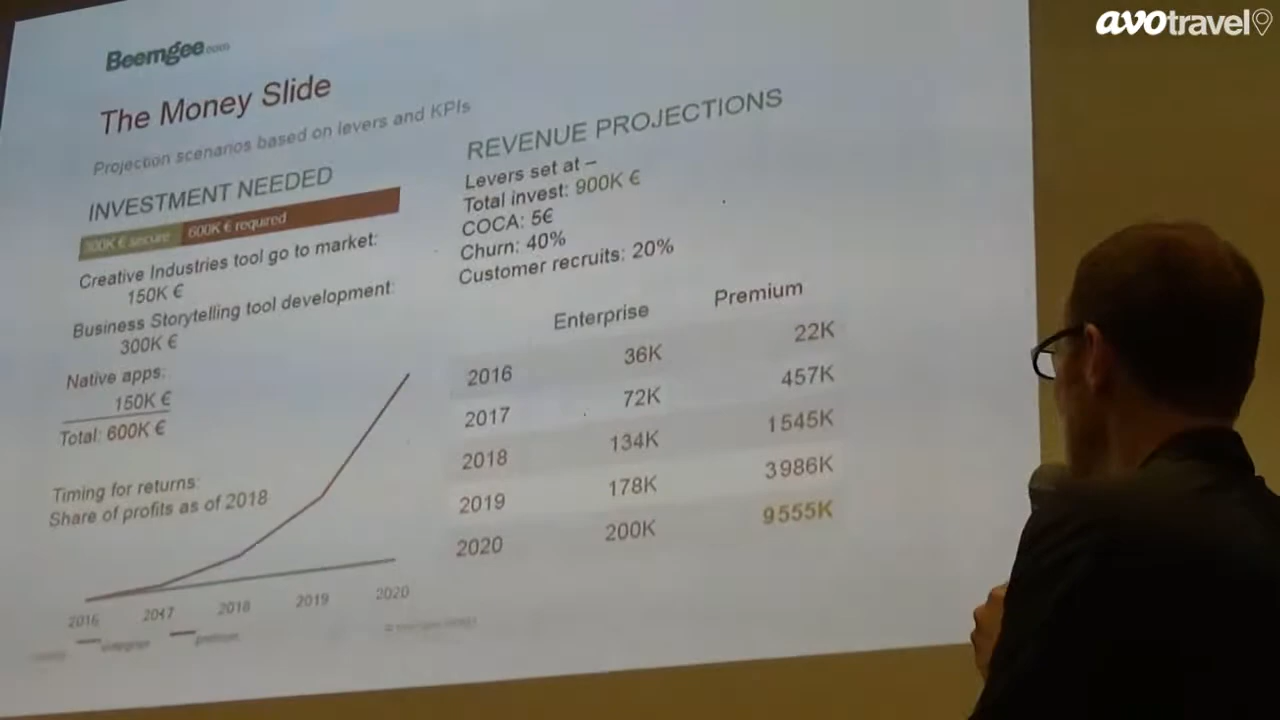 avotravel
Beemgee.com
The Money Slide
Projection scenarios based on levers and KPIs
INVESTMENT NEEDED
300K € secure
600K € required
Creative Industries tool go to market:
150K €
Business Storytelling tool development:
300K €
Native apps:
150K €
Total: 600K €
Timing for returns:
Share of profits as of 2018
2016 2017 2018 2019 2020
enterprise premium
REVENUE PROJECTIONS
Levers set at –
Total invest: 900K €
COCA: 5€
Churn: 40%
Customer recruits: 20%
Enterprise Premium
2016 36K 22K
2017 72K 457K
2018 134K 1545K
2019 178K 3986K
2020 200K 9555K